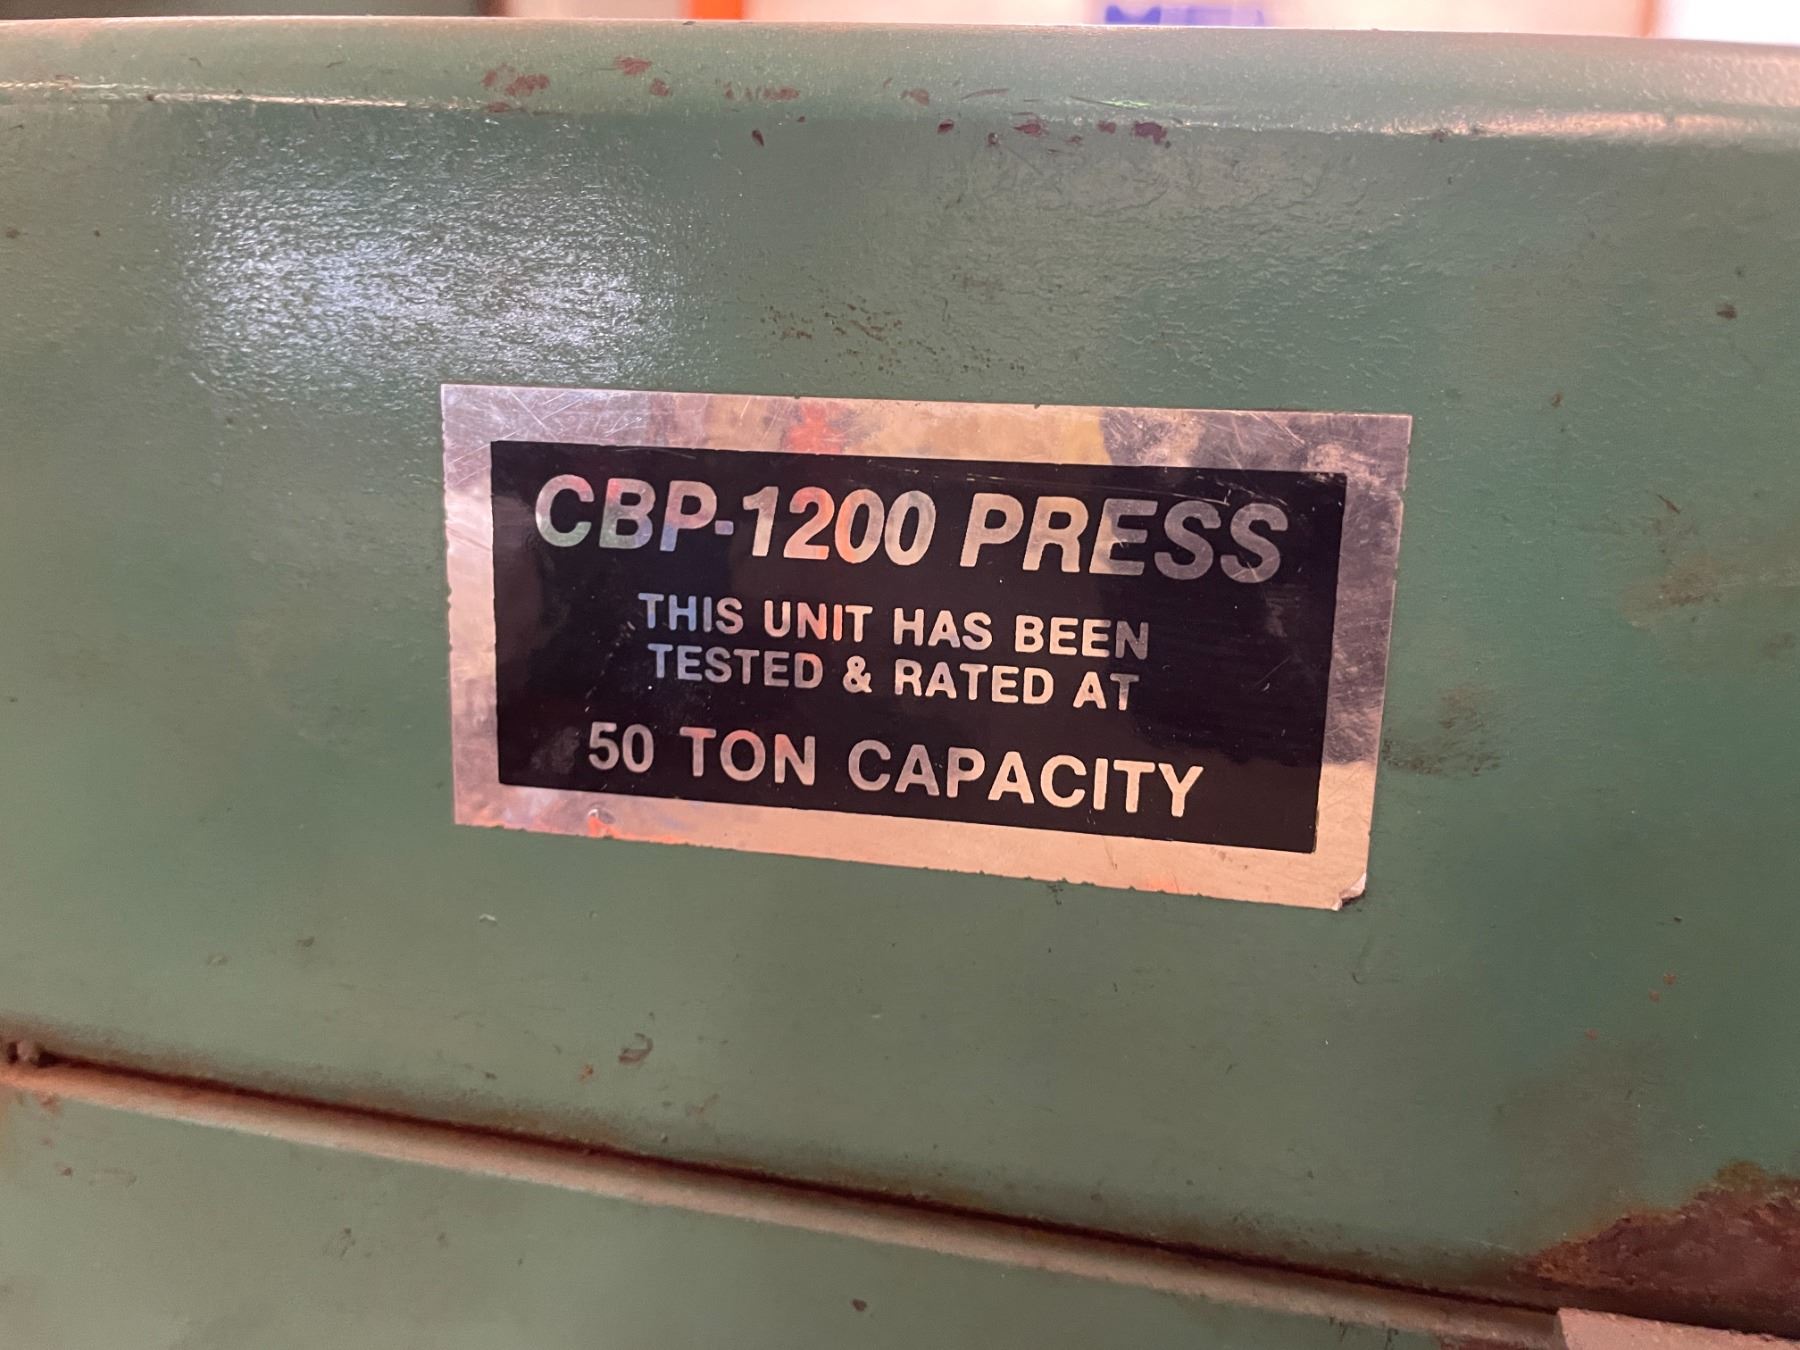 CBP-1200 PRESS
THIS UNIT HAS BEEN
TESTED & RATED AT
50 TON CAPACITY